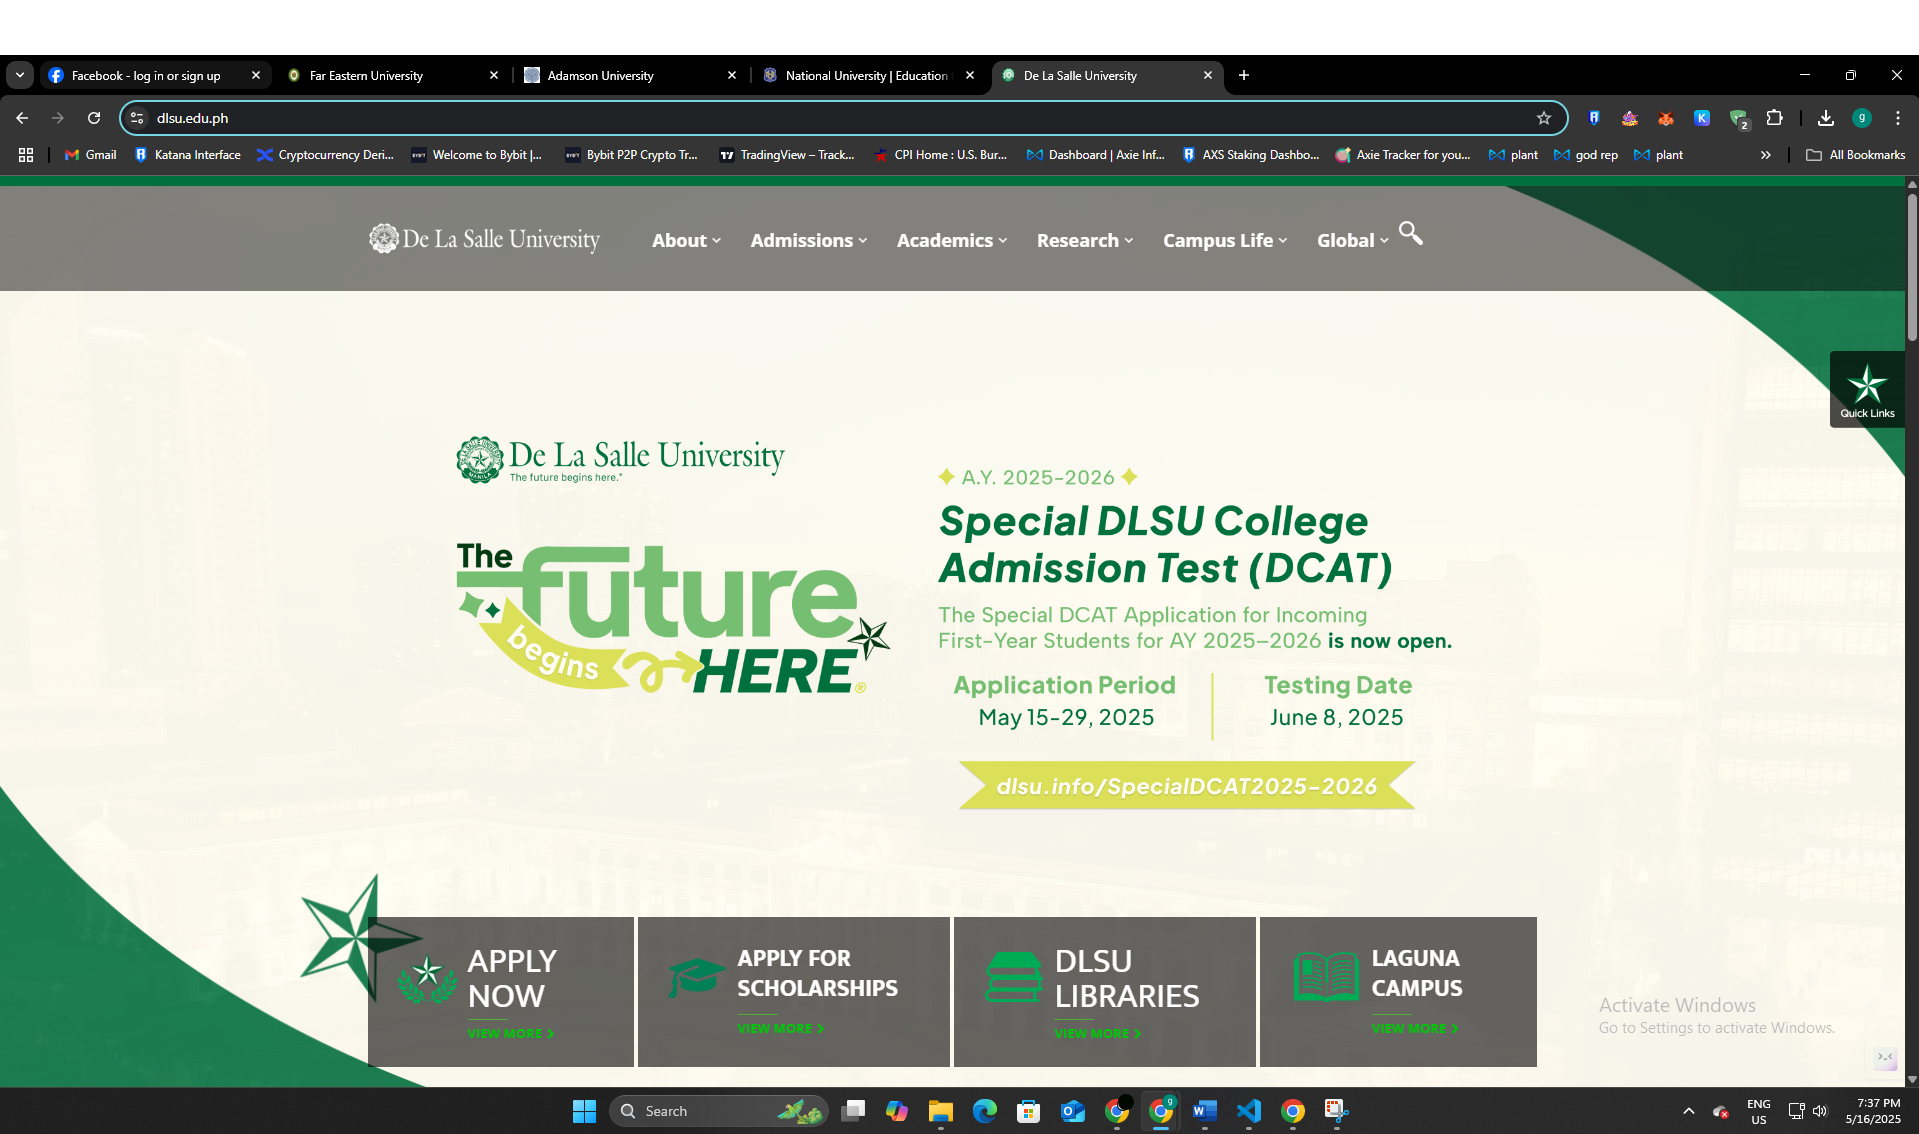 Facebook - log in or sign up
Far Eastern University
Adamson University
National University | Education
De La Salle University
dlsu.edu.ph
g
2
Gmail
Katana Interface
Cryptocurrency Deri...
Welcome to Bybit |...
Bybit P2P Crypto Tr...
TradingView – Track...
CPI Home : U.S. Bur...
Dashboard | Axie Inf...
AXS Staking Dashbo...
Axie Tracker for you...
plant
god rep
plant
All Bookmarks
De La Salle University
About
Admissions
Academics
Research
Campus Life
Global
Quick Links
De La Salle University
The future begins here.
The
future
begins
HERE
A.Y. 2025-2026
Special DLSU College
Admission Test (DCAT)
The Special DCAT Application for Incoming
First-Year Students for AY 2025–2026 is now open.
Application Period
May 15-29, 2025
Testing Date
June 8, 2025
dlsu.info/SpecialDCAT2025-2026
APPLY
NOW
VIEW MORE
APPLY FOR
SCHOLARSHIPS
VIEW MORE
DLSU
LIBRARIES
VIEW MORE
LAGUNA
CAMPUS
VIEW MORE
Activate Windows
Go to Settings to activate Windows.
Search
ENG
US
7:37 PM
5/16/2025